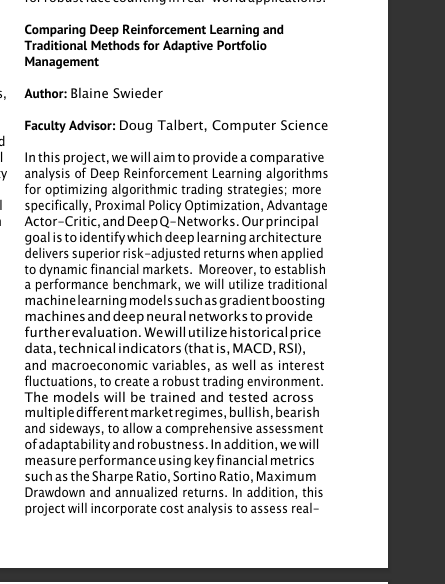 for robust face counting in real-world applications.
Comparing Deep Reinforcement Learning and
Traditional Methods for Adaptive Portfolio
Management
Author: Blaine Swieder
Faculty Advisor: Doug Talbert, Computer Science
In this project, we will aim to provide a comparative
analysis of Deep Reinforcement Learning algorithms
for optimizing algorithmic trading strategies; more
specifically, Proximal Policy Optimization, Advantage
Actor-Critic, and Deep Q-Networks. Our principal
goal is to identify which deep learning architecture
delivers superior risk-adjusted returns when applied
to dynamic financial markets. Moreover, to establish
a performance benchmark, we will utilize traditional
machine learning models such as gradient boosting
machines and deep neural networks to provide
further evaluation. We will utilize historical price
data, technical indicators (that is, MACD, RSI),
and macroeconomic variables, as well as interest
fluctuations, to create a robust trading environment.
The models will be trained and tested across
multiple different market regimes, bullish, bearish
and sideways, to allow a comprehensive assessment
of adaptability and robustness. In addition, we will
measure performance using key financial metrics
such as the Sharpe Ratio, Sortino Ratio, Maximum
Drawdown and annualized returns. In addition, this
project will incorporate cost analysis to assess real-